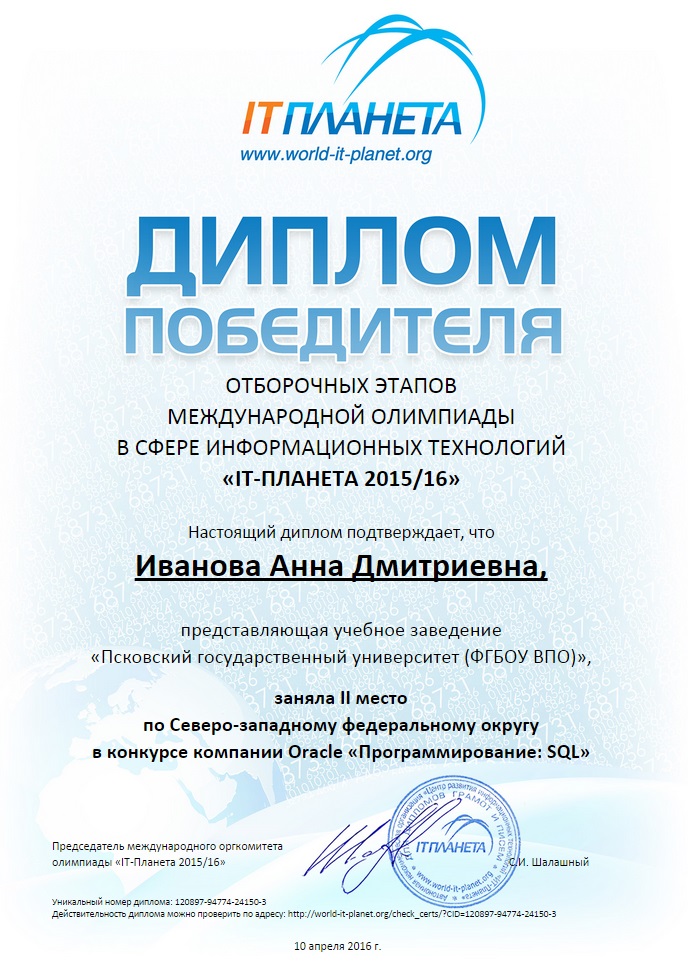 IT ПЛАНЕТА
www.world-it-planet.org
ДИПЛОМ
ПОБЕДИТЕЛЯ
ОТБОРОЧНЫХ ЭТАПОВ
МЕЖДУНАРОДНОЙ ОЛИМПИАДЫ
В СФЕРЕ ИНФОРМАЦИОННЫХ ТЕХНОЛОГИЙ
«IT-ПЛАНЕТА 2015/16»
Настоящий диплом подтверждает, что
Иванова Анна Дмитриевна,
представляющая учебное заведение
«Псковский государственный университет (ФГБОУ ВПО)»,
заняла II место
по Северо-западному федеральному округу
в конкурсе компании Oracle «Программирование: SQL»
Председатель международного оргкомитета
олимпиады «IT-Планета 2015/16»
С.И. Шалашный
ДЛЯ ДИПЛОМОВ ГРАМОТ И ПИСЕМ
IT ПЛАНЕТА
www.world-it-planet.org
Уникальный номер диплома: 120897-94774-24150-3
Действительность диплома можно проверить по адресу: http://world-it-planet.org/check_certs/?CID=120897-94774-24150-3
10 апреля 2016 г.